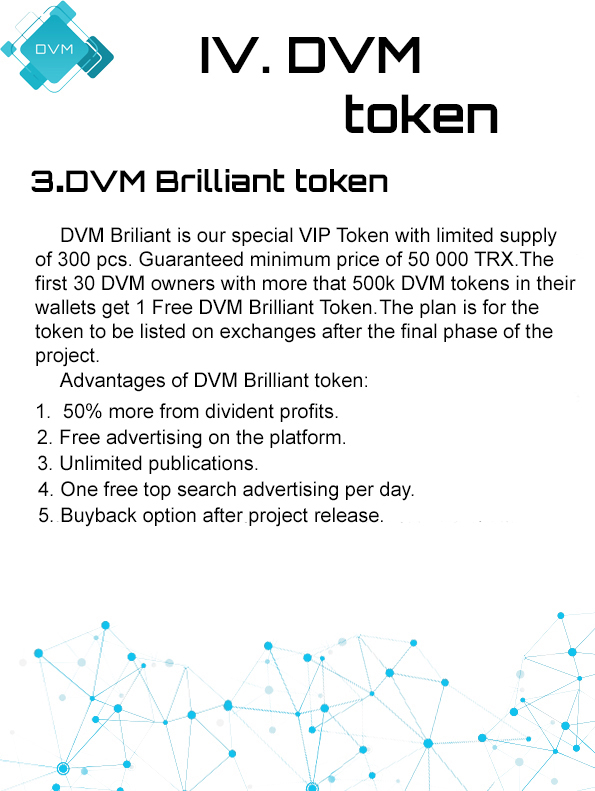 DVM
IV. DVM
token
3.DVM Brilliant token
DVM Briliant is our special VIP Token with limited supply
of 300 pcs. Guaranteed minimum price of 50 000 TRX.The
first 30 DVM owners with more that 500k DVM tokens in their
wallets get 1 Free DVM Brilliant Token.The plan is for the
token to be listed on exchanges after the final phase of the
project.
Advantages of DVM Brilliant token:
1. 50% more from divident profits.
2. Free advertising on the platform.
3. Unlimited publications.
4. One free top search advertising per day.
5. Buyback option after project release.